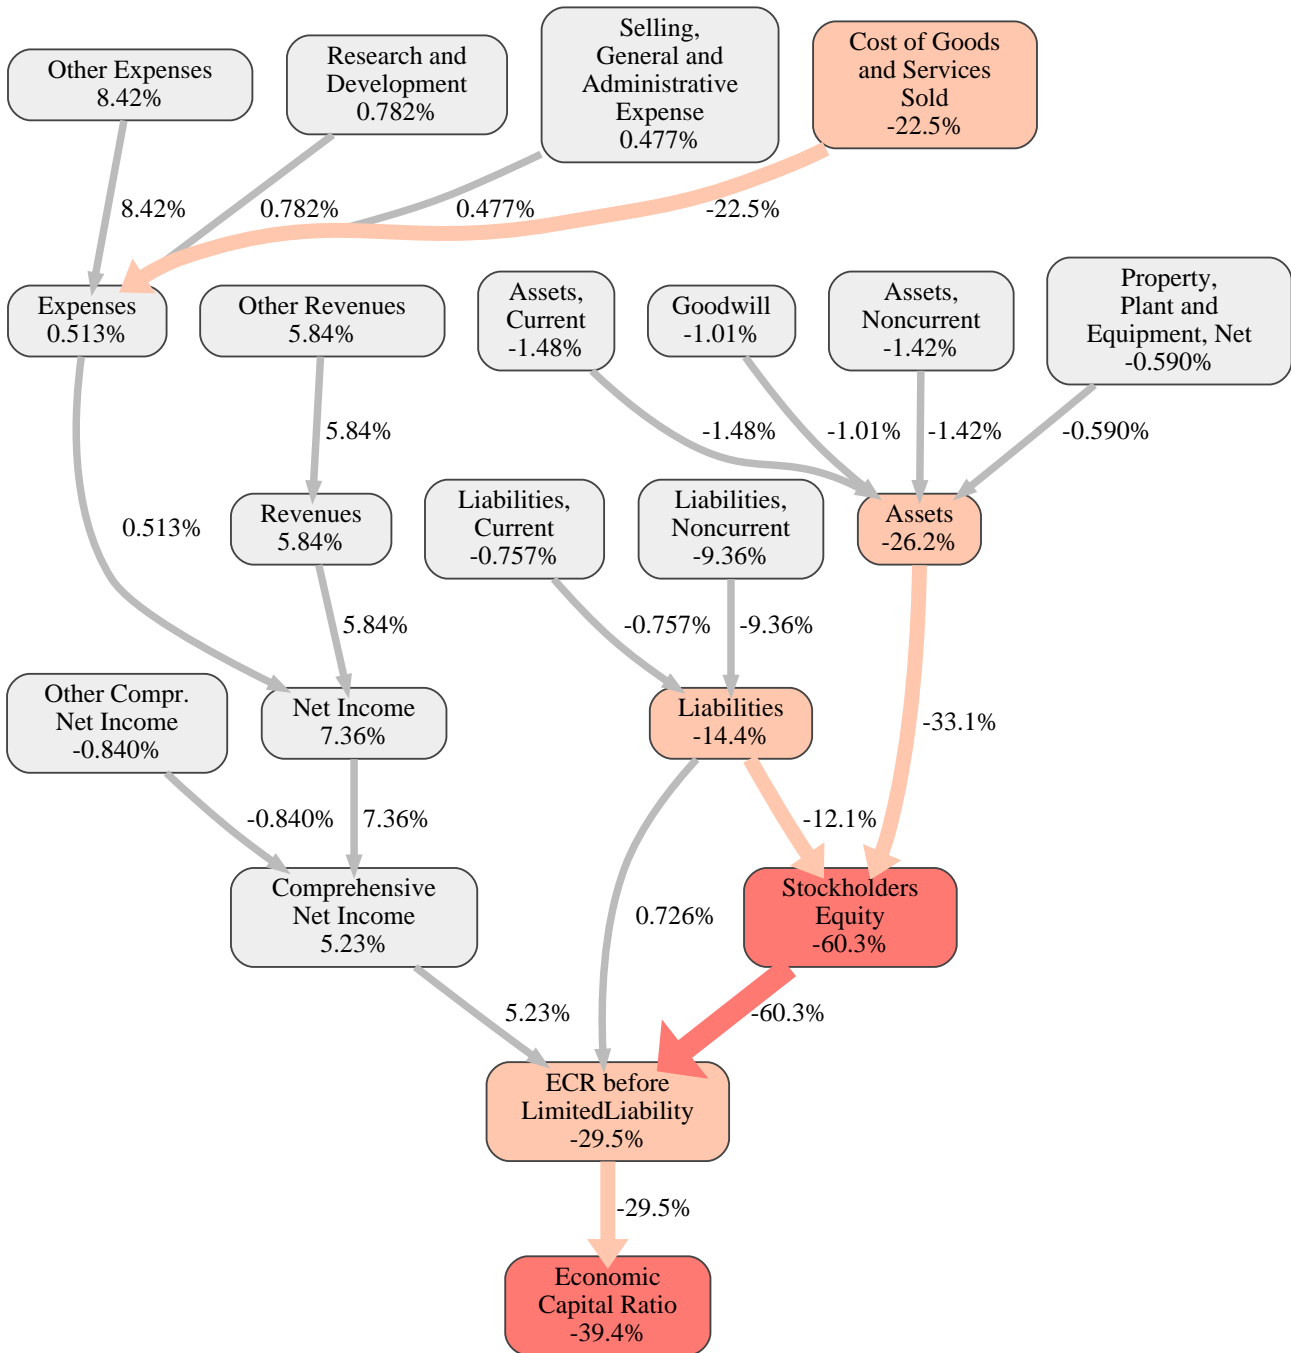 Other Expenses
8.42%
Research and
Development
0.782%
Selling,
General and
Administrative
Expense
0.477%
Cost of Goods
and Services
Sold
-22.5%
8.42%
0.782%
0.477%
-22.5%
Expenses
0.513%
Other Revenues
5.84%
Assets,
Current
-1.48%
Goodwill
-1.01%
Assets,
Noncurrent
-1.42%
Property,
Plant and
Equipment, Net
-0.590%
5.84%
-1.48%
-1.01%
-1.42%
-0.590%
0.513%
Revenues
5.84%
Liabilities,
Current
-0.757%
Liabilities,
Noncurrent
-9.36%
Assets
-26.2%
5.84%
-0.757%
-9.36%
-33.1%
Other Compr.
Net Income
-0.840%
Net Income
7.36%
Liabilities
-14.4%
-0.840%
7.36%
-12.1%
0.726%
Comprehensive
Net Income
5.23%
Stockholders
Equity
-60.3%
5.23%
-60.3%
ECR before
LimitedLiability
-29.5%
-29.5%
Economic
Capital Ratio
-39.4%